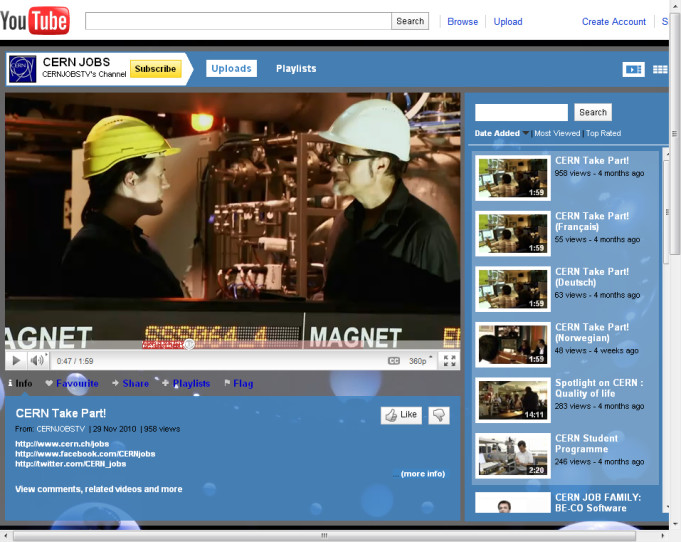 YouTube
Search
Browse
Upload
Create Account
S
CERN JOBS
CERNJOBSTV's Channel
Subscribe
Uploads
Playlists
AGNET
MAGNET
0:47 / 1:59
CC
360p
Info
Favourite
Share
Playlists
Flag
CERN Take Part!
From: CERNJOBSTV | 29 Nov 2010 | 958 views
Like
http://www.cern.ch/jobs
http://www.facebook.com/CERNjobs
http://twitter.com/CERN_jobs
... (more info)
View comments, related videos and more
Search
Date Added | Most Viewed | Top Rated
1:59
CERN Take Part!
958 views - 4 months ago
1:59
CERN Take Part!
(Français)
55 views - 4 months ago
1:59
CERN Take Part!
(Deutsch)
63 views - 4 months ago
1:59
CERN Take Part!
(Norwegian)
48 views - 4 weeks ago
14:11
Spotlight on CERN :
Quality of life
283 views - 4 months ago
2:20
CERN Student
Programme
246 views - 4 months ago
CERN JOB FAMILY:
BE-CO Software